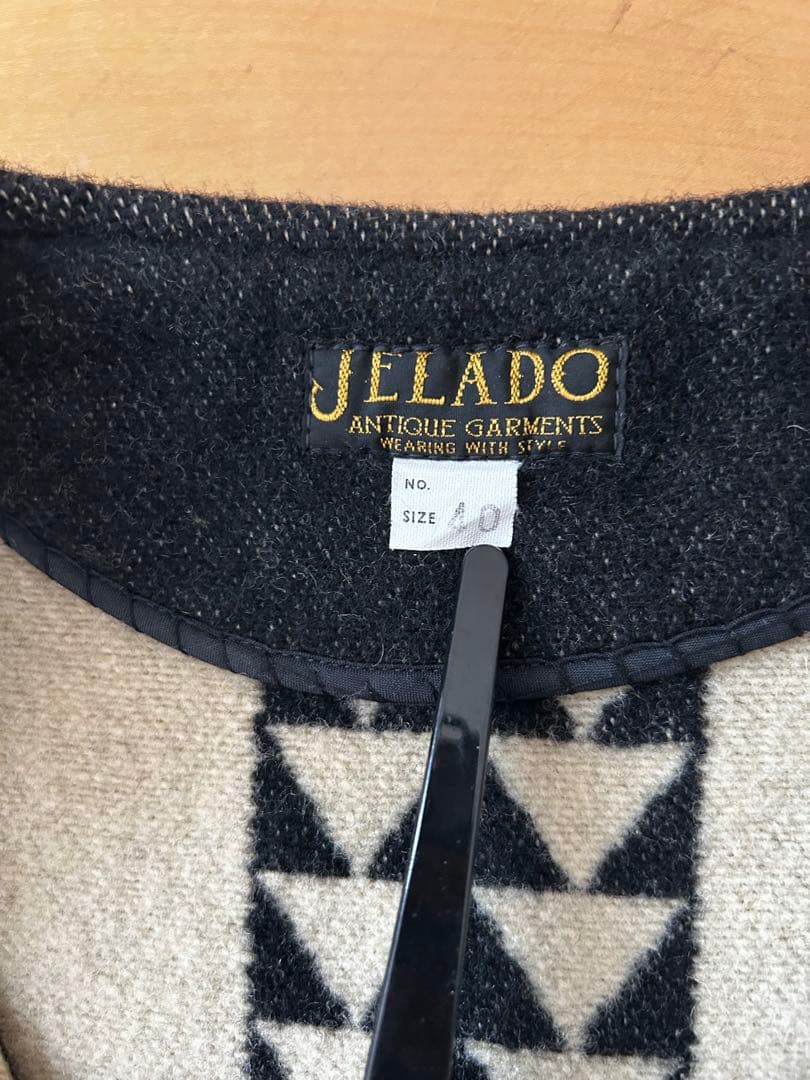 JELADO
ANTIQUE GARMENTS
WEARING WITH STYLE
NO.
SIZE 40